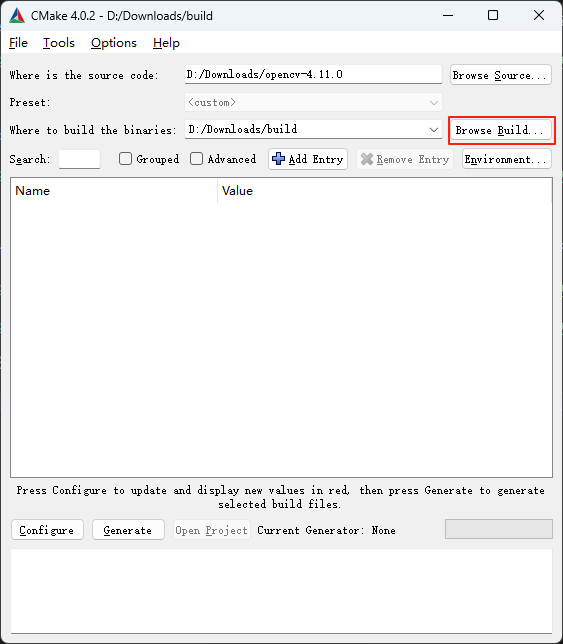 CMake 4.0.2 - D:/Downloads/build
File Tools Options Help
Where is the source code: D:/Downloads/opencv-4.11.0 Browse Source...
Preset: <custom>
Where to build the binaries: D:/Downloads/build Browse Build...
Search: Grouped Advanced Add Entry Remove Entry Environment...
Name Value
Press Configure to update and display new values in red, then press Generate to generate
selected build files.
Configure Generate Open Project Current Generator: None